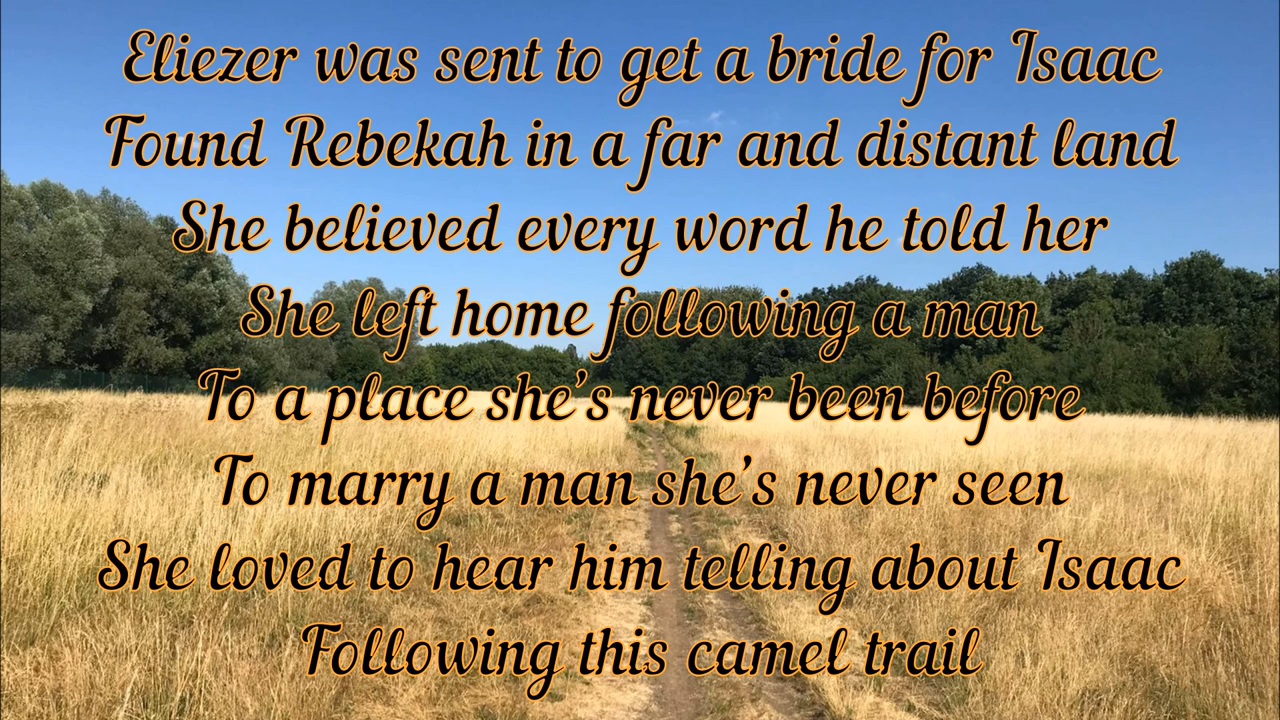 Eliezer was sent to get a bride for Isaac
Found Rebekah in a far and distant land
She believed every word he told her
She left home following a man
To a place she's never been before
To marry a man she's never seen
She loved to hear him telling about Isaac
Following this camel trail